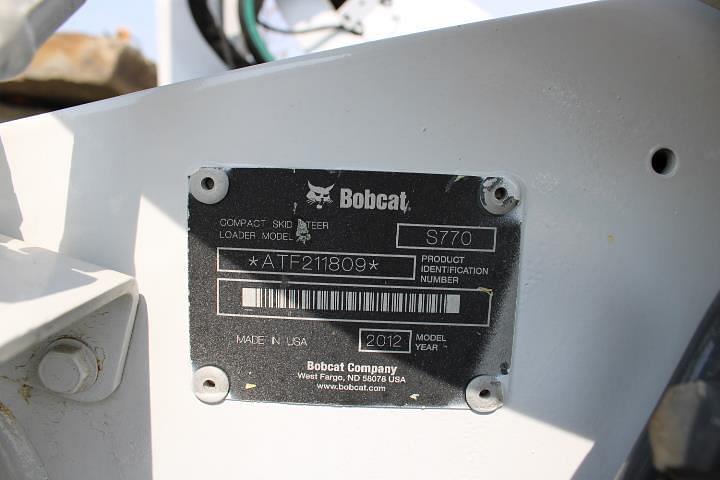 Bobcat
COMPACT SKID STEER
LOADER MODEL
S770
*ATF211809*
PRODUCT
IDENTIFICATION
NUMBER
MADE IN USA
2012
MODEL
YEAR
Bobcat Company
West Fargo, ND 58078 USA
www.bobcat.com